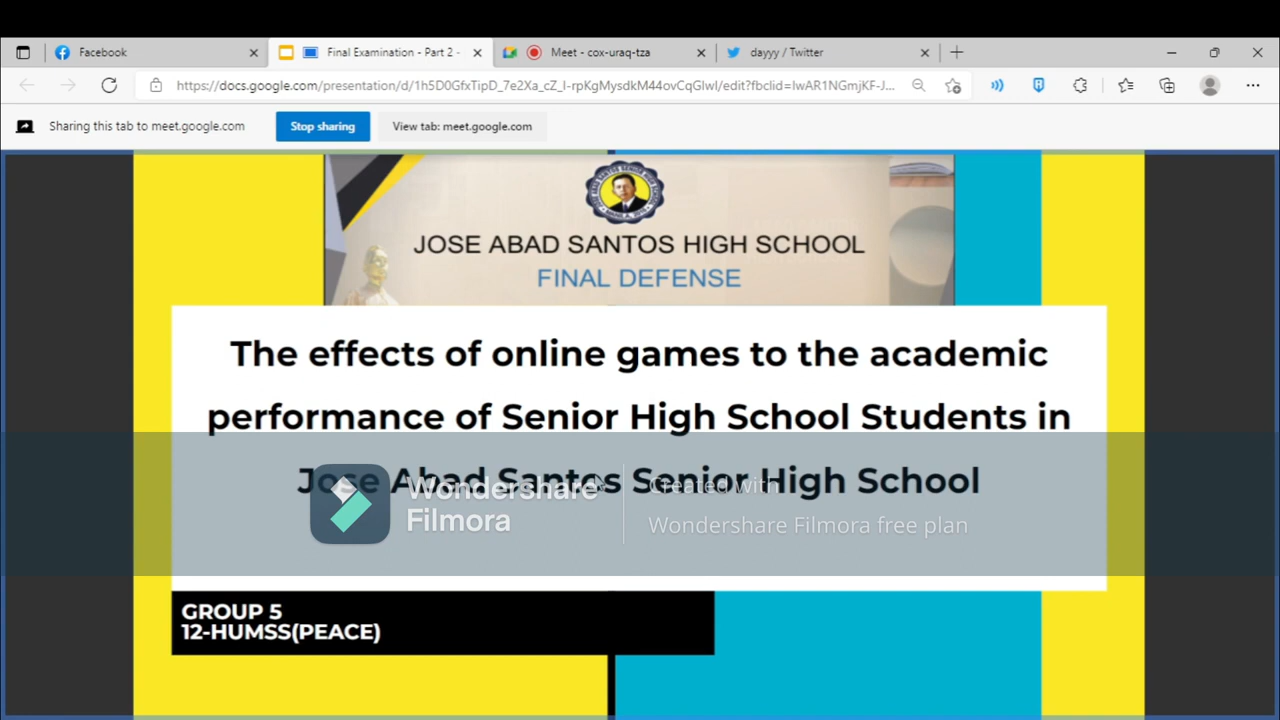 Facebook
Final Examination - Part 2 -
Meet - cox-uraq-tza
dayyy / Twitter
https://docs.google.com/presentation/d/1h5D0GfxTipD_7e2Xa_cZ_I-rpKgMysdkM44ovCqGlwI/edit?fbclid=IwAR1NGmjKF-J...
Sharing this tab to meet.google.com
Stop sharing
View tab: meet.google.com
JOSE ABAD SANTOS HIGH SCHOOL
FINAL DEFENSE
The effects of online games to the academic
performance of Senior High School Students in
Jose Abad Santos Senior High School
Wondershare
Filmora
Created with
Wondershare Filmora free plan
GROUP 5
12-HUMSS(PEACE)